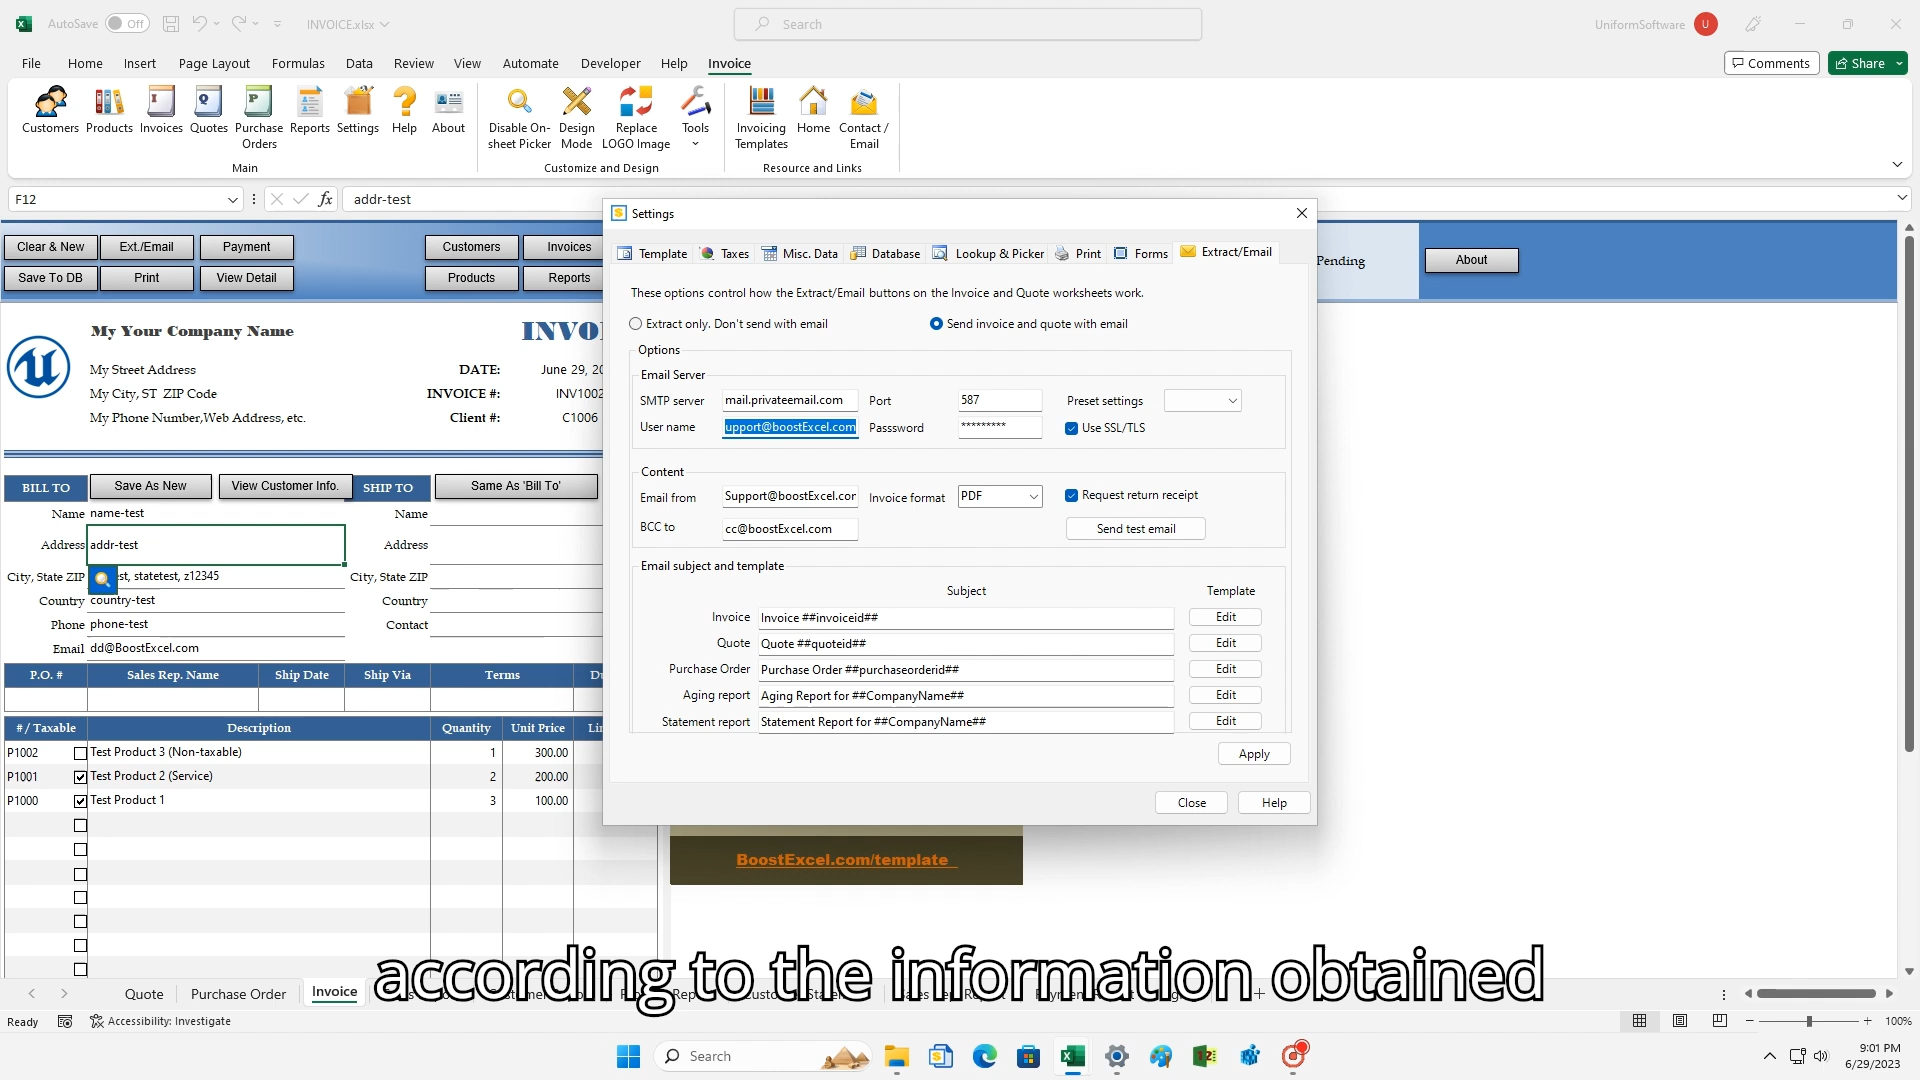 AutoSave Off INVOICE.xlsx Search UniformSoftware U
File Home Insert Page Layout Formulas Data Review View Automate Developer Help Invoice Comments Share
Customers Products Invoices Quotes Purchase Orders Reports Settings Help About Disable On-sheet Picker Design Mode Replace LOGO Image Tools Invoicing Templates Home Contact / Email
Main Customize and Design Resource and Links
F12 fx addr-test
Clear & New Ext./Email Payment Customers Invoices
Save To DB Print View Detail Products Reports
Pending About
My Your Company Name INVO
My Street Address DATE: June 29, 20
My City, ST ZIP Code INVOICE #: INV1002
My Phone Number,Web Address, etc. Client #: C1006
BILL TO Save As New View Customer Info. SHIP TO Same As 'Bill To'
Name name-test Name
Address addr-test Address
City, State ZIP est, statetest, z12345 City, State ZIP
Country country-test Country
Phone phone-test Contact
Email dd@BoostExcel.com
P.O. # Sales Rep. Name Ship Date Ship Via Terms
# / Taxable Description Quantity Unit Price
P1002 Test Product 3 (Non-taxable) 1 300.00
P1001 Test Product 2 (Service) 2 200.00
P1000 Test Product 1 3 100.00
Settings
Template Taxes Misc. Data Database Lookup & Picker Print Forms Extract/Email
These options control how the Extract/Email buttons on the Invoice and Quote worksheets work.
Extract only. Don't send with email Send invoice and quote with email
Options
Email Server
SMTP server mail.privateemail.com Port 587 Preset settings
User name upport@boostExcel.com Passsword ********* Use SSL/TLS
Content
Email from Support@boostExcel.cor Invoice format PDF Request return receipt
BCC to cc@boostExcel.com Send test email
Email subject and template
Subject Template
Invoice Invoice ##invoiceid## Edit
Quote Quote ##quoteid## Edit
Purchase Order Purchase Order ##purchaseorderid## Edit
Aging report Aging Report for ##CompanyName## Edit
Statement report Statement Report for ##CompanyName## Edit
Apply
Close Help
BoostExcel.com/template
according to the information obtained
Quote Purchase Order Invoice
Ready Accessibility: Investigate 100%
Search 9:01 PM
6/29/2023